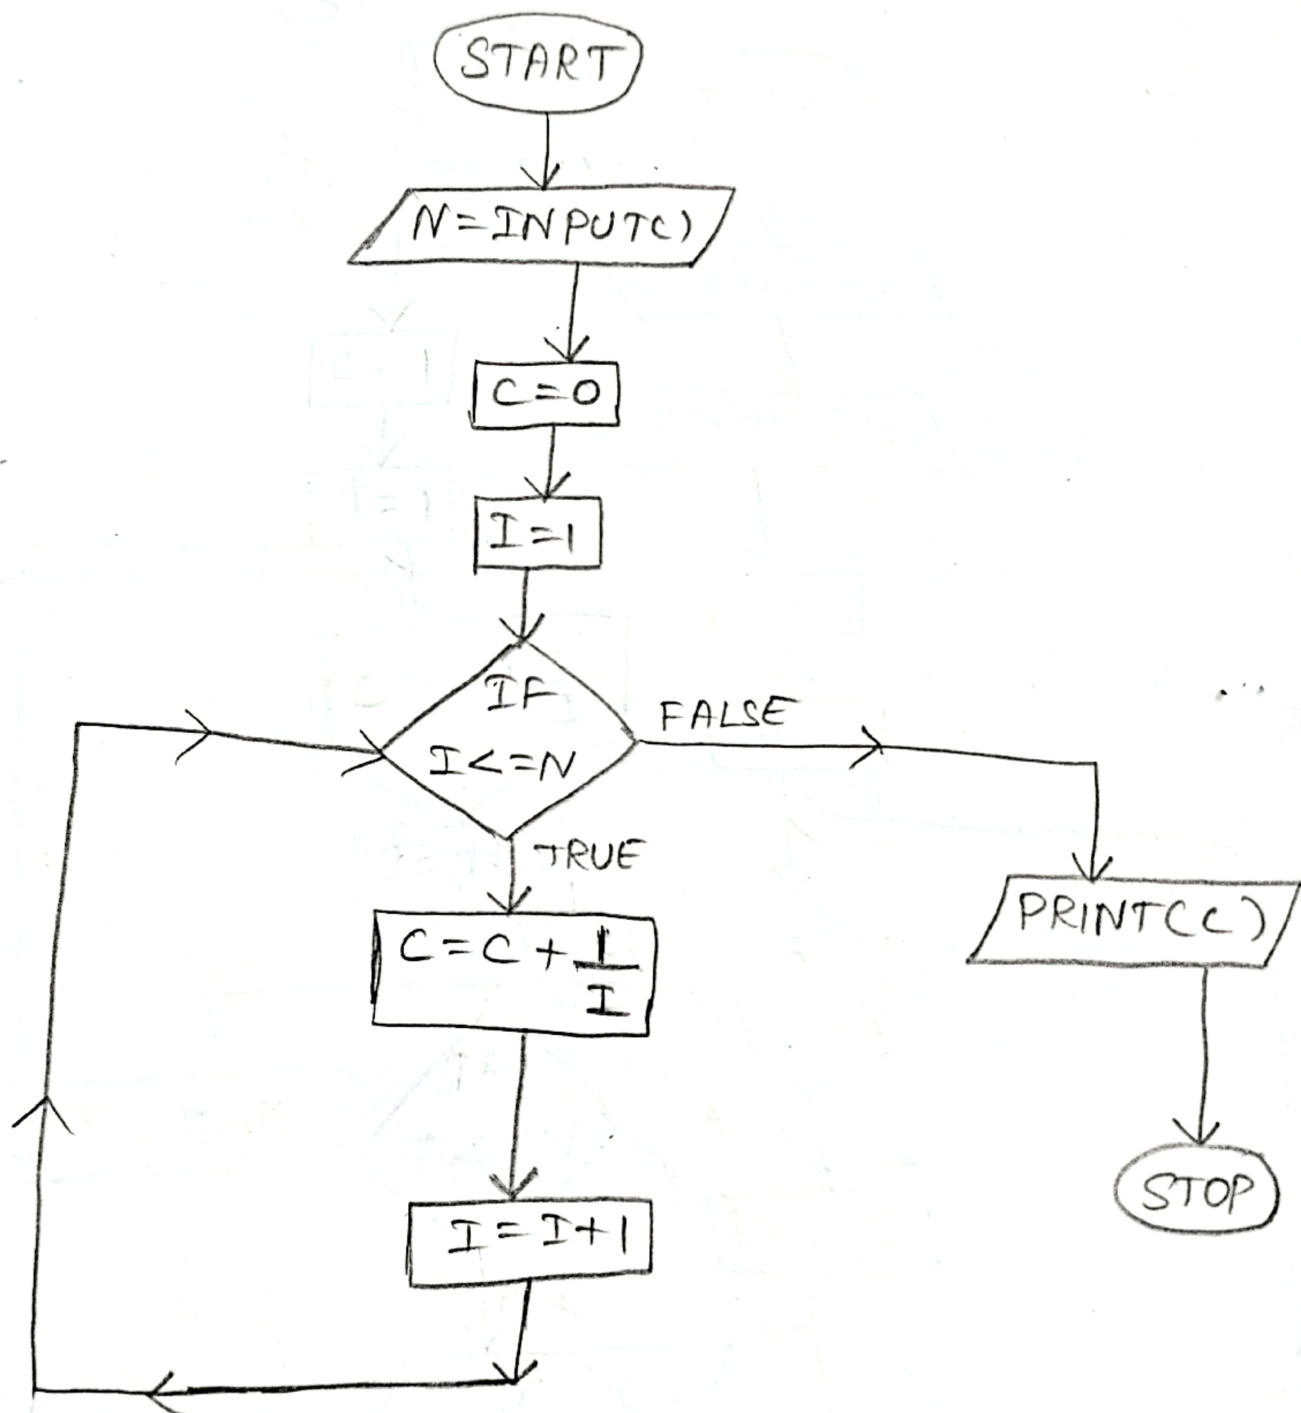 START
N=INPUT()
C=0
I=1
IF
I<=N
FALSE
TRUE
C=C+1/I
PRINT(C)
I=I+1
STOP